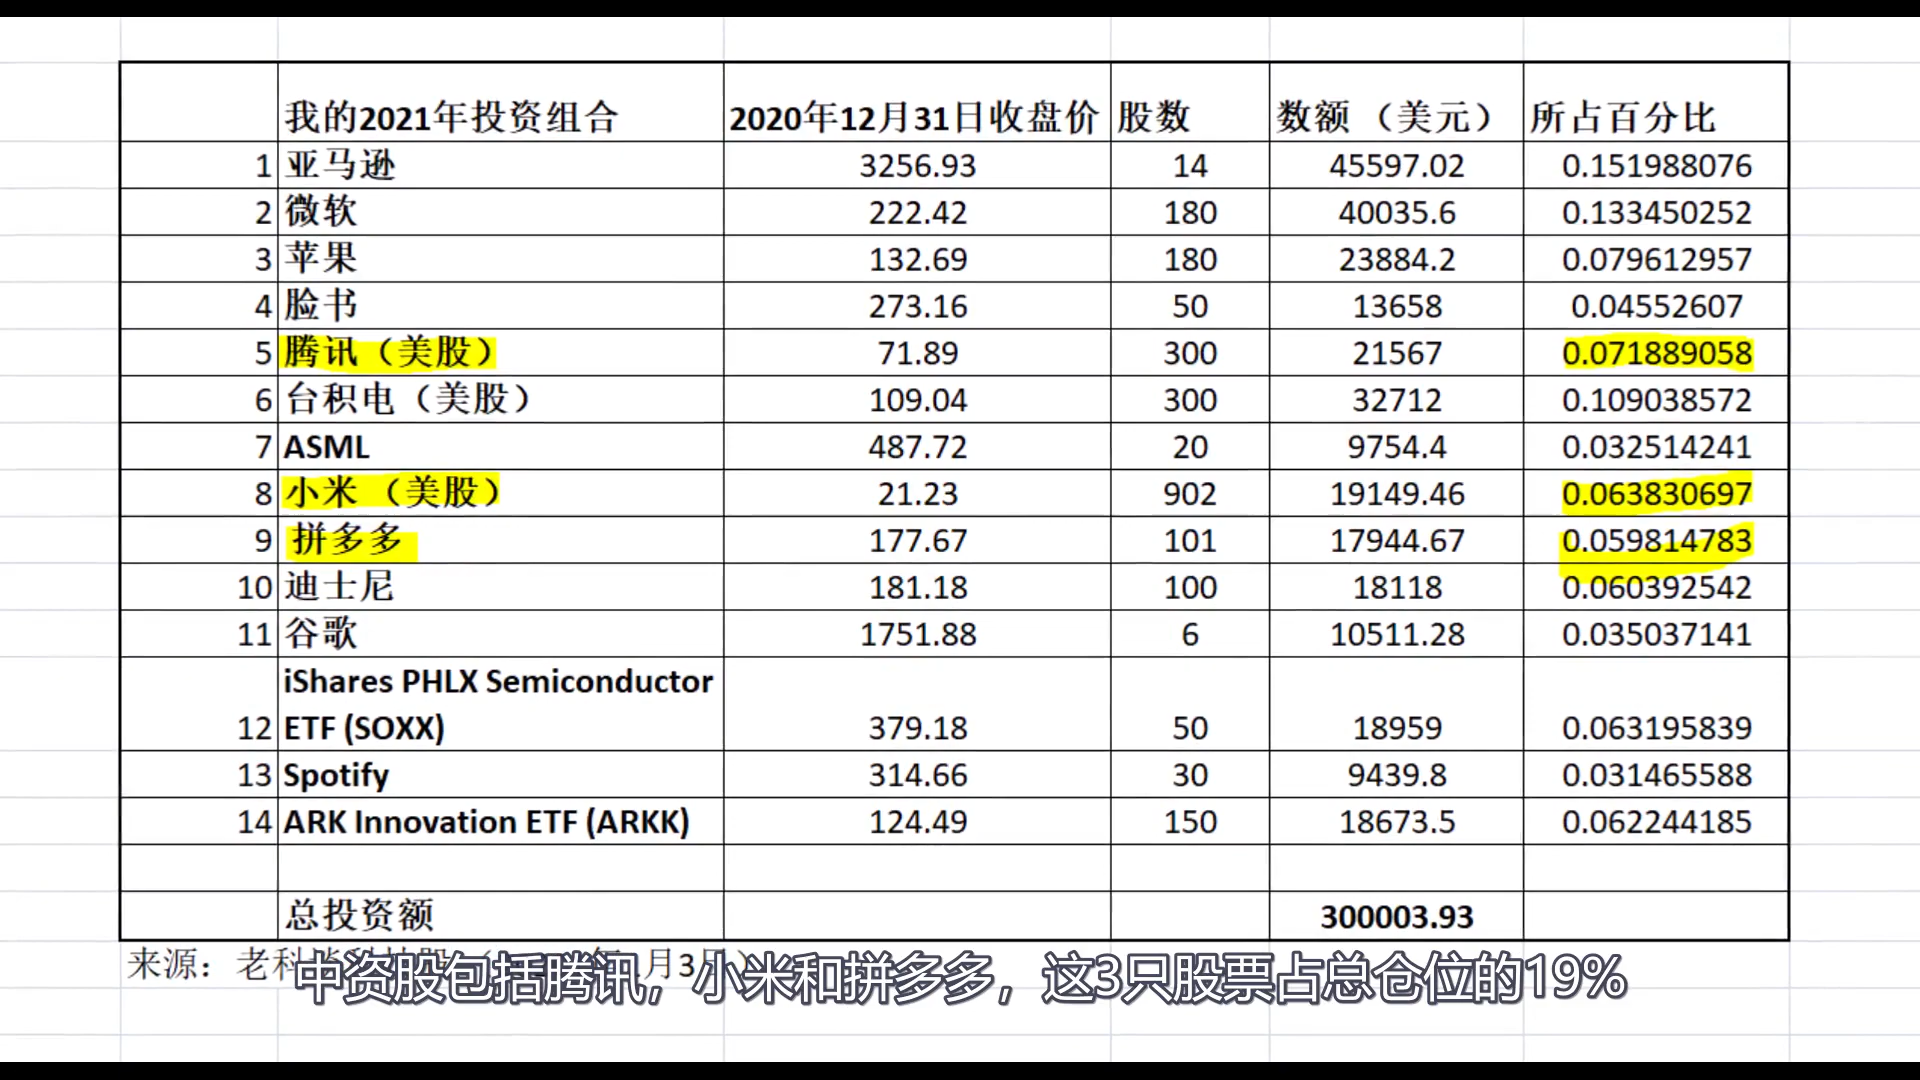 我的2021年投资组合 2020年12月31日收盘价 股数 数额 （美元） 所占百分比
1 亚马逊 3256.93 14 45597.02 0.151988076
2 微软 222.42 180 40035.6 0.133450252
3 苹果 132.69 180 23884.2 0.079612957
4 脸书 273.16 50 13658 0.04552607
5 腾讯（美股） 71.89 300 21567 0.071889058
6 台积电（美股） 109.04 300 32712 0.109038572
7 ASML 487.72 20 9754.4 0.032514241
8 小米 （美股） 21.23 902 19149.46 0.063830697
9 拼多多 177.67 101 17944.67 0.059814783
10 迪士尼 181.18 100 18118 0.060392542
11 谷歌 1751.88 6 10511.28 0.035037141
iShares PHLX Semiconductor
12 ETF (SOXX) 379.18 50 18959 0.063195839
13 Spotify 314.66 30 9439.8 0.031465588
14 ARK Innovation ETF (ARKK) 124.49 150 18673.5 0.062244185
总投资额 300003.93
来源：老科
月3
中资股包括腾讯，小米和拼多多，这3只股票占总仓位的19%